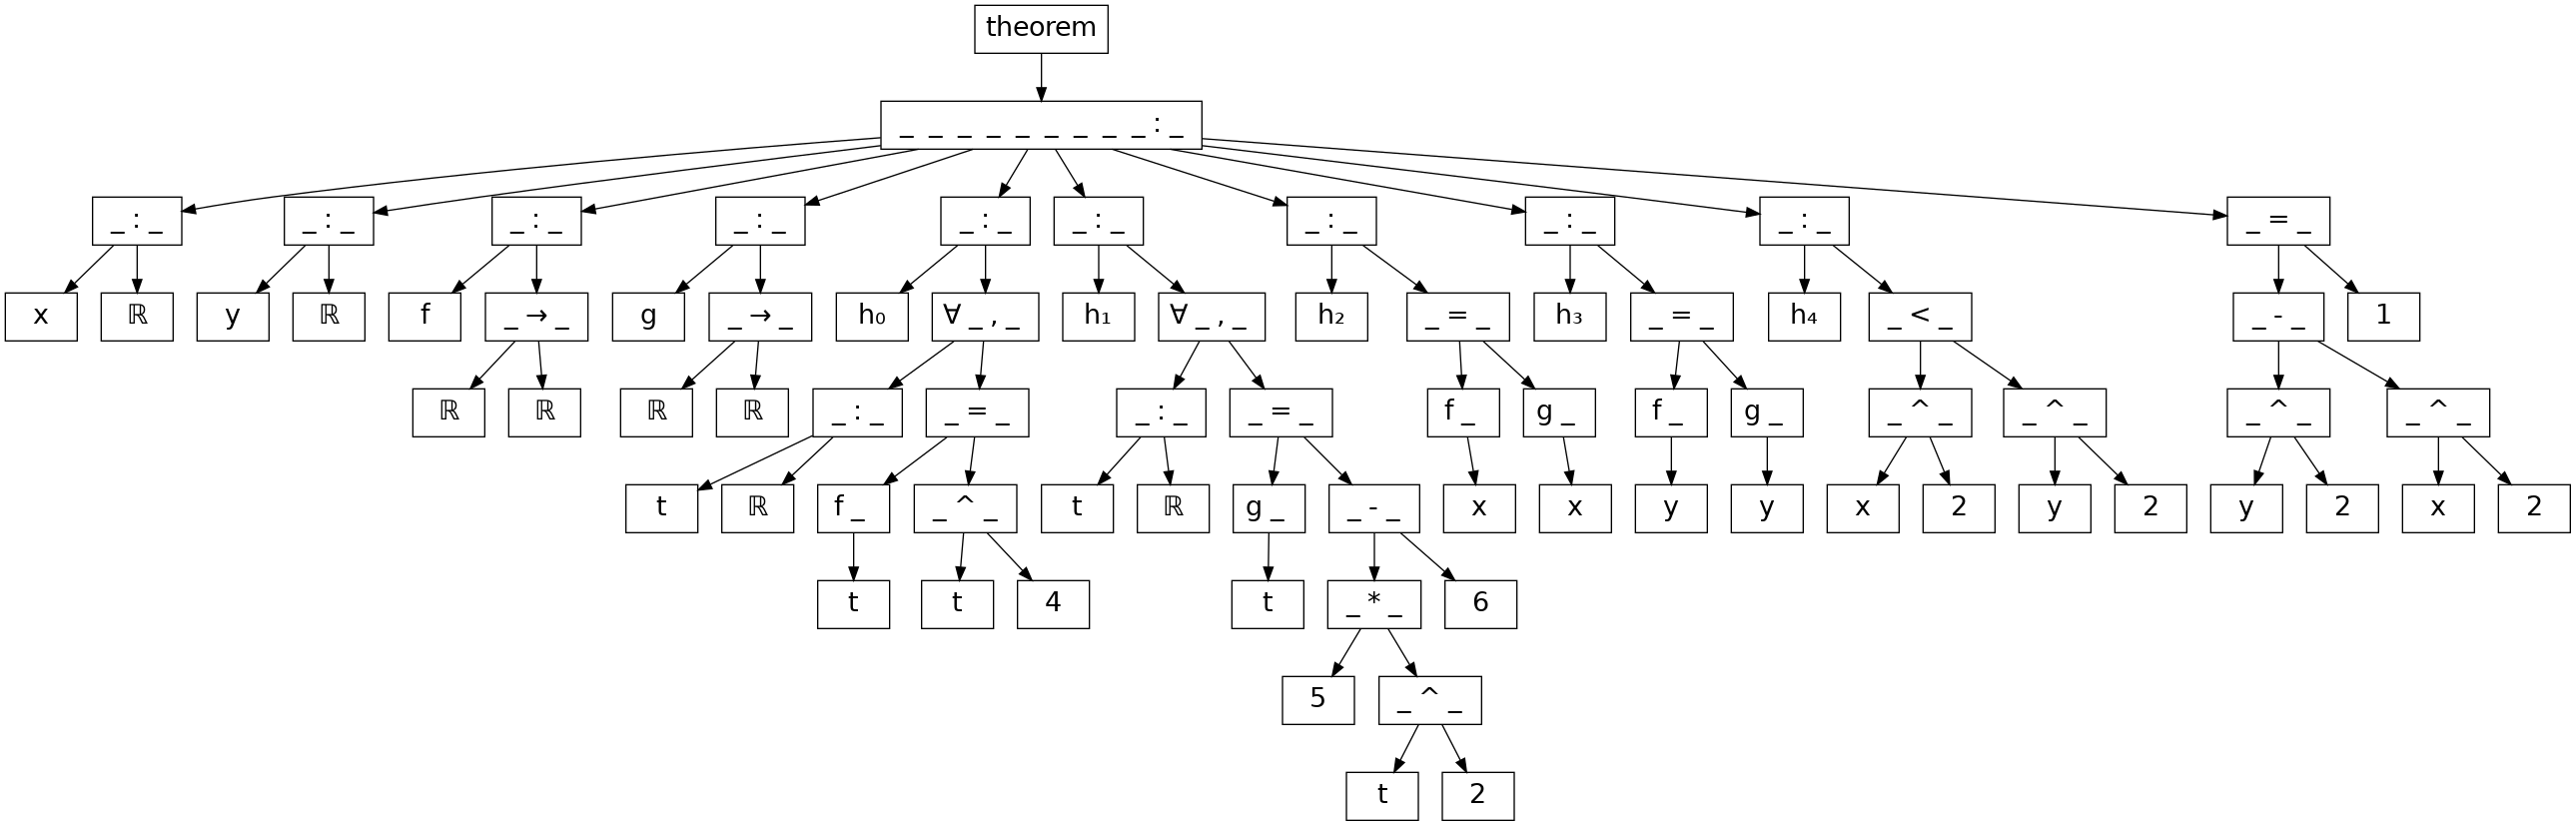 theorem
_ _ _ _ _ _ _ _ _ : _
_ : _ _ : _ _ : _ _ : _ _ : _ _ : _ _ : _ _ : _ _ : _ _ = _
x ℝ y ℝ f _ → _ g _ → _ h₀ ∀ _ , _ h₁ ∀ _ , _ h₂ _ = _ h₃ _ = _ h₄ _ < _ _ - _ 1
ℝ ℝ ℝ ℝ _ : _ _ = _ _ : _ _ = _ f _ g _ f _ g _ _ ^ _ _ ^ _ _ ^ _ _ ^ _
t ℝ f _ _ ^ _ t ℝ g _ _ - _ x x y y x 2 y 2 y 2 x 2
t t 4 t _ * _ 6
5 _ ^ _
t 2